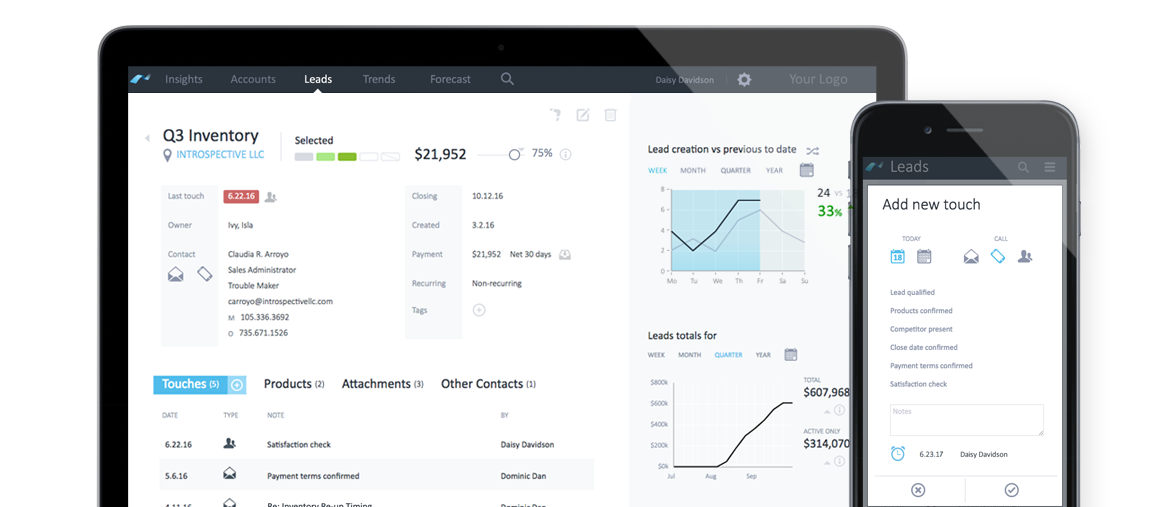 Insights Accounts Leads Trends Forecast Daisy Davidson Your Logo
Q3 Inventory
INTROSPECTIVE LLC
Selected
$21,952
75%
Last touch 6.22.16
Owner Ivy, Isla
Contact Claudia R. Arroyo
Sales Administrator
Trouble Maker
carroyo@introspectivellc.com
M 105.336.3692
O 735.671.1526
Closing 10.12.16
Created 3.2.16
Payment $21,952 Net 30 days
Recurring Non-recurring
Tags
Touches (5) Products (2) Attachments (3) Other Contacts (1)
DATE TYPE NOTE BY
6.22.16 Satisfaction check Daisy Davidson
5.6.16 Payment terms confirmed Dominic Dan
4.11.16 Re: Inventory Re-up Timing Dominic Dan
Lead creation vs previous to date
WEEK MONTH QUARTER YEAR
8
6
4
2
0
Mo Tu We Th Fr Sa Su
24 vs
33%
Leads totals for
WEEK MONTH QUARTER YEAR
$800k
$600k
$400k
$200k
$0k
Jul Aug Sep
TOTAL
$607,968
ACTIVE ONLY
$314,070
Leads
Add new touch
TODAY CALL
18
Lead qualified
Products confirmed
Competitor present
Close date confirmed
Payment terms confirmed
Satisfaction check
Notes
6.23.17 Daisy Davidson